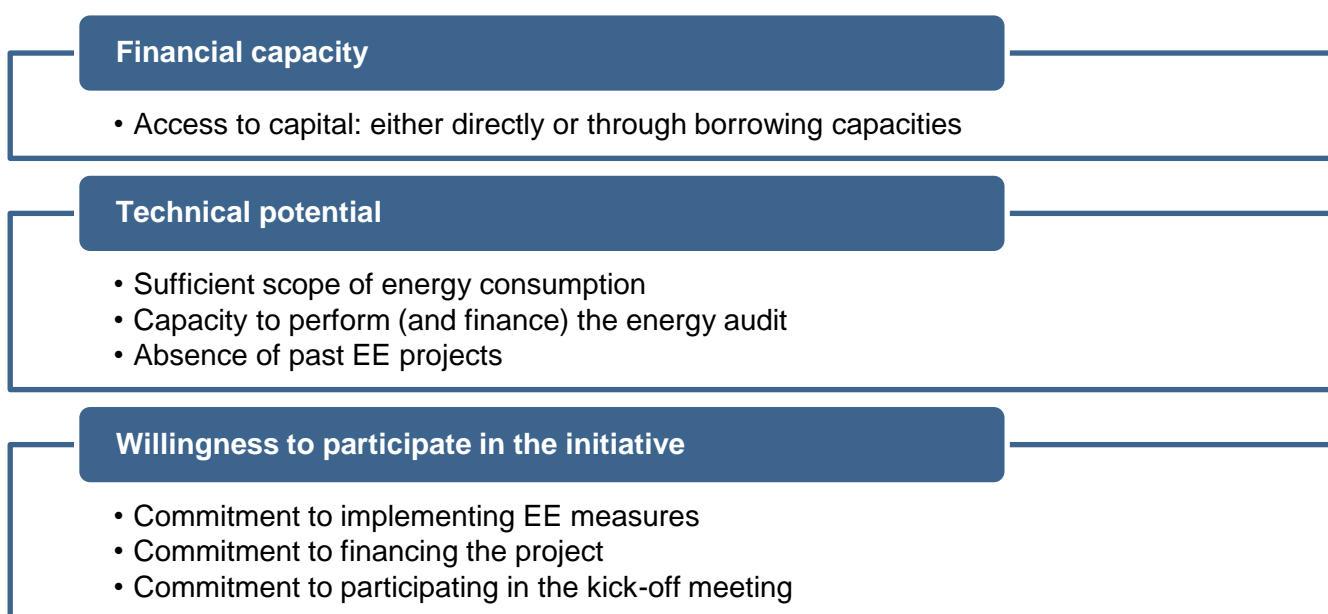 Financial capacity
• Access to capital: either directly or through borrowing capacities
Technical potential
• Sufficient scope of energy consumption
• Capacity to perform (and finance) the energy audit
• Absence of past EE projects
Willingness to participate in the initiative
• Commitment to implementing EE measures
• Commitment to financing the project
• Commitment to participating in the kick-off meeting